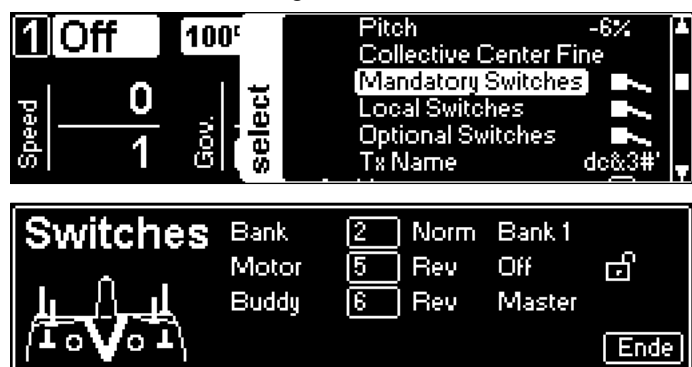 1 Off 100
Speed 0 1
Gov.
select
Pitch -6%
Collective Center Fine
Mandatory Switches
Local Switches
Optional Switches
Tx Name dc&3#'
Switches
Bank 2 Norm Bank 1
Motor 5 Rev Off
Buddy 6 Rev Master
Ende